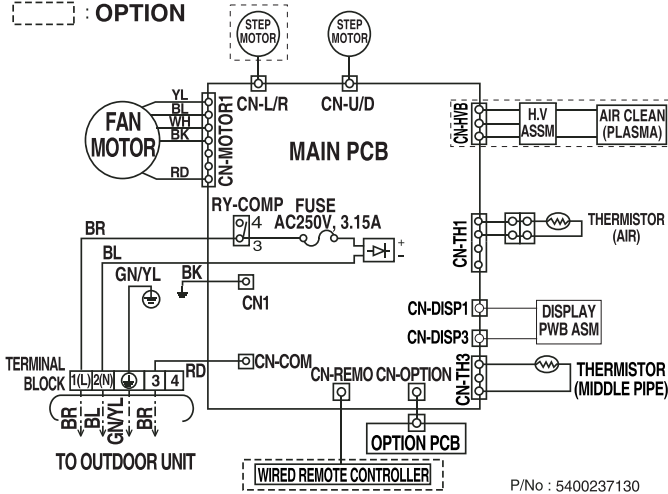 : OPTION
STEP
MOTOR
STEP
MOTOR
CN-L/R
CN-U/D
YL
BL
WH
BK
RD
FAN
MOTOR
CN-MOTOR1
MAIN PCB
CN-HVB
H.V
ASSM
AIR CLEAN
(PLASMA)
RY-COMP
FUSE
AC250V, 3.15A
4
3
+
-
BR
BL
GN/YL
BK
CN1
CN-TH1
THERMISTOR
(AIR)
CN-DISP1
CN-DISP3
DISPLAY
PWB ASM
TERMINAL
BLOCK
1(L)
2(N)
3
4
RD
CN-COM
CN-REMO
CN-OPTION
CN-TH3
THERMISTOR
(MIDDLE PIPE)
BR
BL
GN/YL
BR
TO OUTDOOR UNIT
OPTION PCB
WIRED REMOTE CONTROLLER
P/No : 5400237130